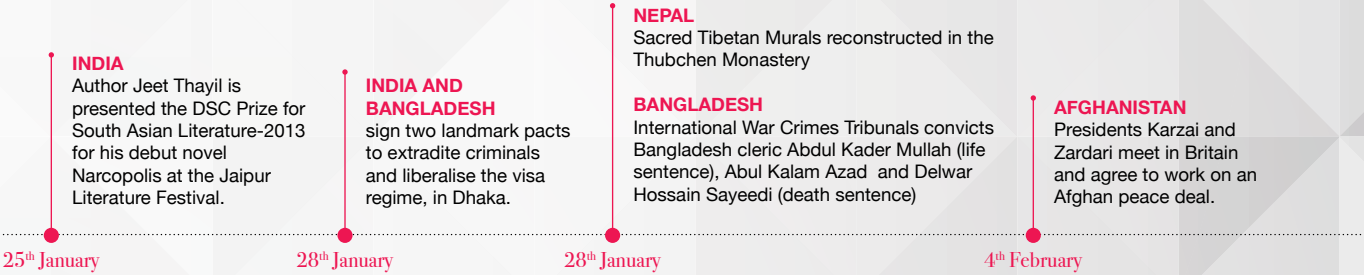 INDIA
Author Jeet Thayil is
presented the DSC Prize for
South Asian Literature-2013
for his debut novel
Narcopolis at the Jaipur
Literature Festival.
25th January
INDIA AND
BANGLADESH
sign two landmark pacts
to extradite criminals
and liberalise the visa
regime, in Dhaka.
28th January
NEPAL
Sacred Tibetan Murals reconstructed in the
Thubchen Monastery
BANGLADESH
International War Crimes Tribunals convicts
Bangladesh cleric Abdul Kader Mullah (life
sentence), Abul Kalam Azad and Delwar
Hossain Sayeedi (death sentence)
28th January
AFGHANISTAN
Presidents Karzai and
Zardari meet in Britain
and agree to work on an
Afghan peace deal.
4th February